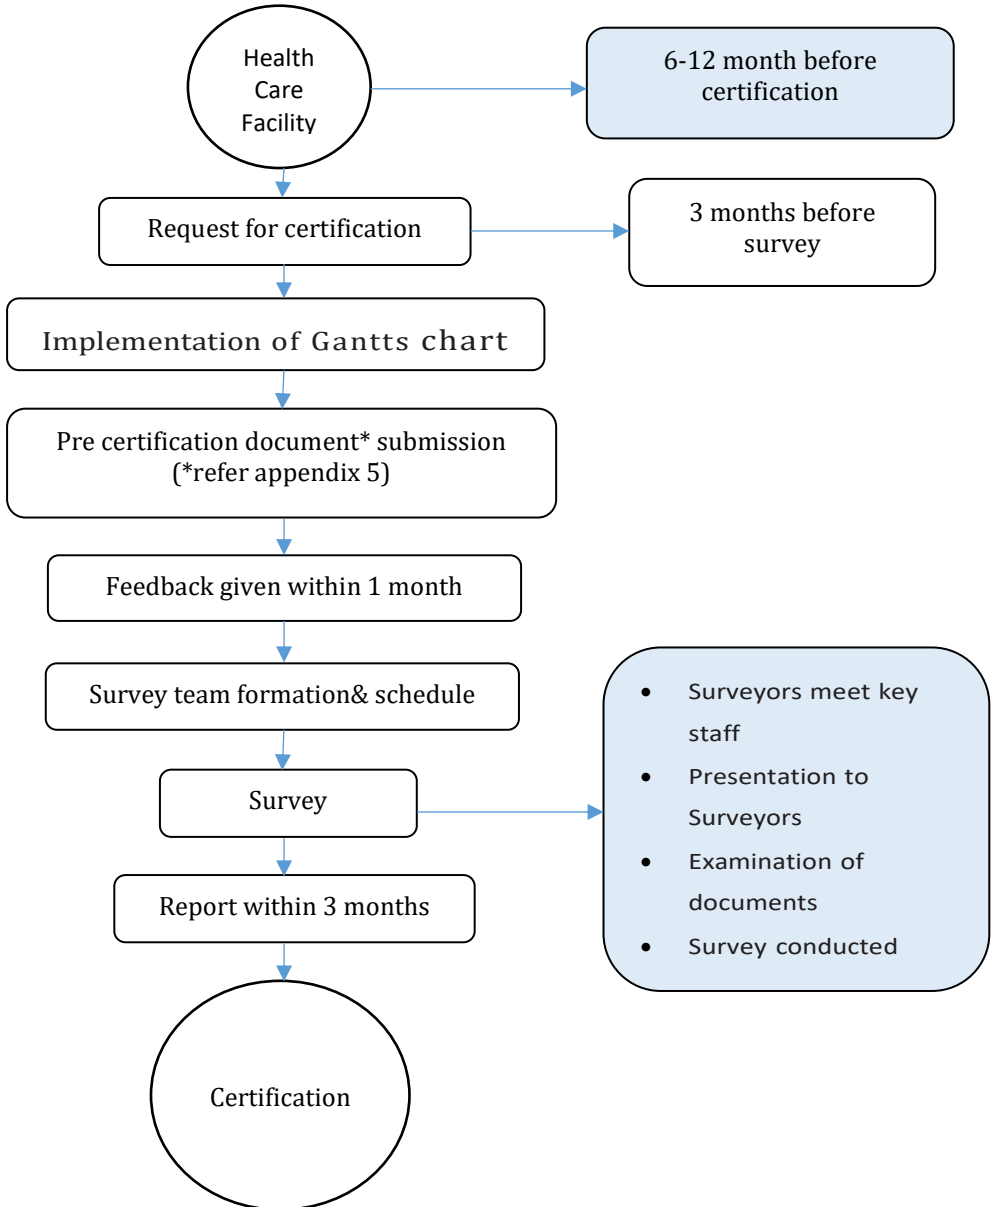 Health
Care
Facility
6-12 month before
certification
Request for certification
3 months before
survey
Implementation of Gantts chart
Pre certification document* submission
(*refer appendix 5)
Feedback given within 1 month
Survey team formation& schedule
Survey
• Surveyors meet key
staff
• Presentation to
Surveyors
• Examination of
documents
• Survey conducted
Report within 3 months
Certification